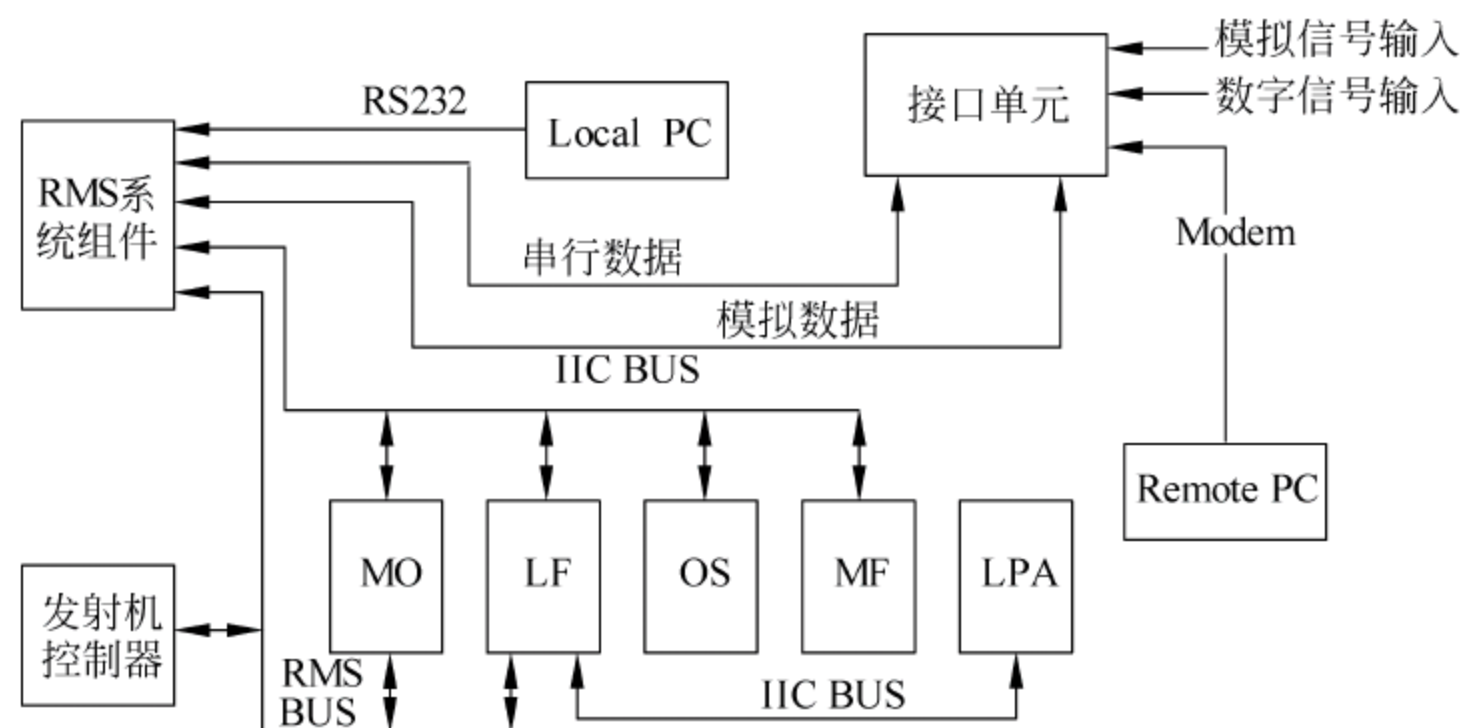 模拟信号输入
数字信号输入
接口单元
RS232
Local PC
RMS系
统组件
串行数据
Modem
模拟数据
IIC BUS
Remote PC
MO
LF
OS
MF
LPA
发射机
控制器
RMS
BUS
IIC BUS